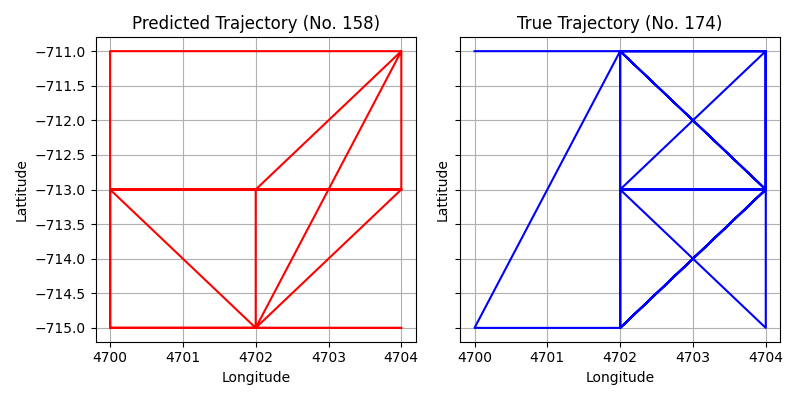 Predicted Trajectory (No. 158)
True Trajectory (No. 174)
−711.0
−711.5
−712.0
−712.5
−713.0
−713.5
−714.0
−714.5
−715.0
Lattitude
Lattitude
4700 4701 4702 4703 4704
4700 4701 4702 4703 4704
Longitude
Longitude